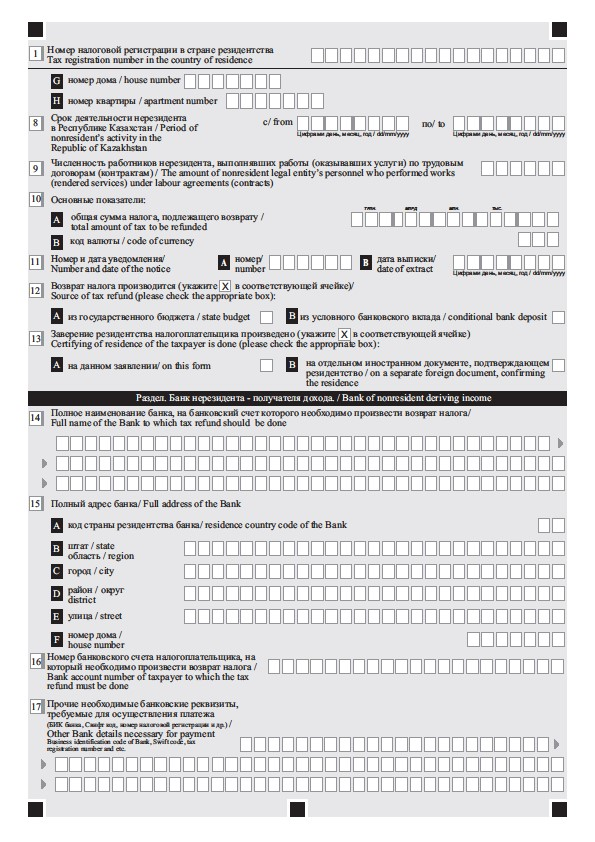 1 Номер налоговой регистрации в стране резидентства
Tax registration number in the country of residence
G номер дома / house number
H номер квартиры / apartment number
8 Срок деятельности нерезидента
в Республике Казахстан / Period of
nonresident's activity in the
Republic of Kazakhstan
с/ from
по/ to
Цифрами день, месяц, год / dd/mm/yyyy
Цифрами день, месяц, год / dd/mm/yyyy
9 Численность работников нерезидента, выполнявших работы (оказывавших услуги) по трудовым
договорам (контрактам) / The amount of nonresident legal entity's personnel who performed works
(rendered services) under labour agreements (contracts)
10 Основные показатели:
трлн. млрд. млн. тыс.
A общая сумма налога, подлежащего возврату /
total amount of tax to be refunded
B код валюты / code of currency
11 Номер и дата уведомления/
Number and date of the notice
A номер/
number
B дата выписки/
date of extract
Цифрами день, месяц, год / dd/mm/yyyy
12 Возврат налога производится (укажите X в соответствующей ячейке)/
Source of tax refund (please check the appropriate box):
A из государственного бюджета / state budget
B из условного банковского вклада / conditional bank deposit
13 Заверение резидентства налогоплательщика произведено (укажите X в соответствующей ячейке)
Certifying of residence of the taxpayer is done (please check the appropriate box):
A на данном заявлении/ on this form
B на отдельном иностранном документе, подтверждающем
резидентство / on a separate foreign document, confirming
the residence
Раздел. Банк нерезидента - получателя дохода. / Bank of nonresident deriving income
14 Полное наименование банка, на банковский счет которого необходимо произвести возврат налога/
Full name of the Bank to which tax refund should be done
15 Полный адрес банка/ Full address of the Bank
A код страны резидентства банка/ residence country code of the Bank
B штат / state
область / region
C город / city
D район / округ
district
E улица / street
F номер дома /
house number
16 Номер банковского счета налогоплательщика, на
который необходимо произвести возврат налога /
Bank account number of taxpayer to which the tax
refund must be done
17 Прочие необходимые банковские реквизиты,
требуемые для осуществления платежа
(БИК банка, Свифт код, номер налоговой регистрации и др.) /
Other Bank details necessary for payment
Business identification code of Bank, Swift code, tax
registration number and etc.